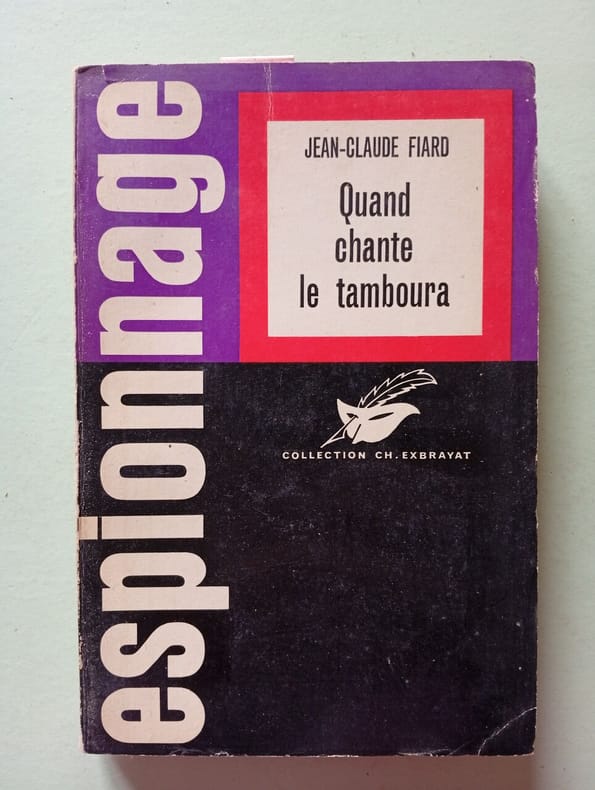 espionnage
JEAN-CLAUDE FIARD
Quand
chante
le tamboura
COLLECTION CH. EXBRAYAT